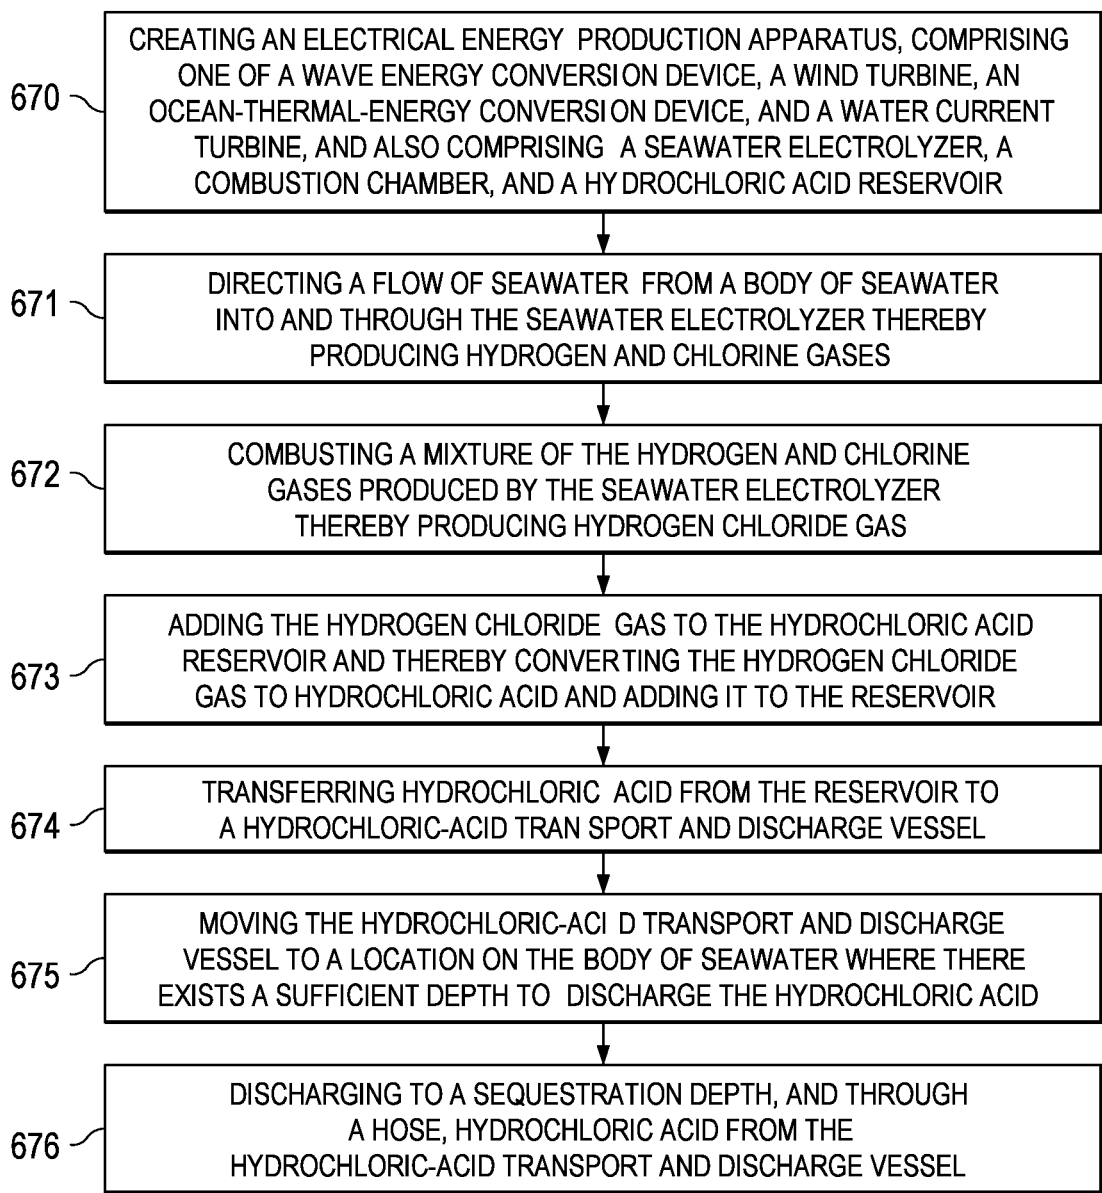 CREATING AN ELECTRICAL ENERGY PRODUCTION APPARATUS, COMPRISING
ONE OF A WAVE ENERGY CONVERSION DEVICE, A WIND TURBINE, AN
670
OCEAN-THERMAL-ENERGY CONVERSION DEVICE, AND A WATER CURRENT
TURBINE, AND ALSO COMPRISING A SEAWATER ELECTROLYZER, A
COMBUSTION CHAMBER, AND A HYDROCHLORIC ACID RESERVOIR
DIRECTING A FLOW OF SEAWATER FROM A BODY OF SEAWATER
671
INTO AND THROUGH THE SEAWATER ELECTROLYZER THEREBY
PRODUCING HYDROGEN AND CHLORINE GASES
COMBUSTING A MIXTURE OF THE HYDROGEN AND CHLORINE
672
GASES PRODUCED BY THE SEAWATER ELECTROLYZER
THEREBY PRODUCING HYDROGEN CHLORIDE GAS
ADDING THE HYDROGEN CHLORIDE GAS TO THE HYDROCHLORIC ACID
673
RESERVOIR AND THEREBY CONVERTING THE HYDROGEN CHLORIDE
GAS TO HYDROCHLORIC ACID AND ADDING IT TO THE RESERVOIR
TRANSFERRING HYDROCHLORIC ACID FROM THE RESERVOIR TO
674
A HYDROCHLORIC-ACID TRAN SPORT AND DISCHARGE VESSEL
MOVING THE HYDROCHLORIC-ACI D TRANSPORT AND DISCHARGE
675
VESSEL TO A LOCATION ON THE BODY OF SEAWATER WHERE THERE
EXISTS A SUFFICIENT DEPTH TO DISCHARGE THE HYDROCHLORIC ACID
DISCHARGING TO A SEQUESTRATION DEPTH, AND THROUGH
676
A HOSE, HYDROCHLORIC ACID FROM THE
HYDROCHLORIC-ACID TRANSPORT AND DISCHARGE VESSEL